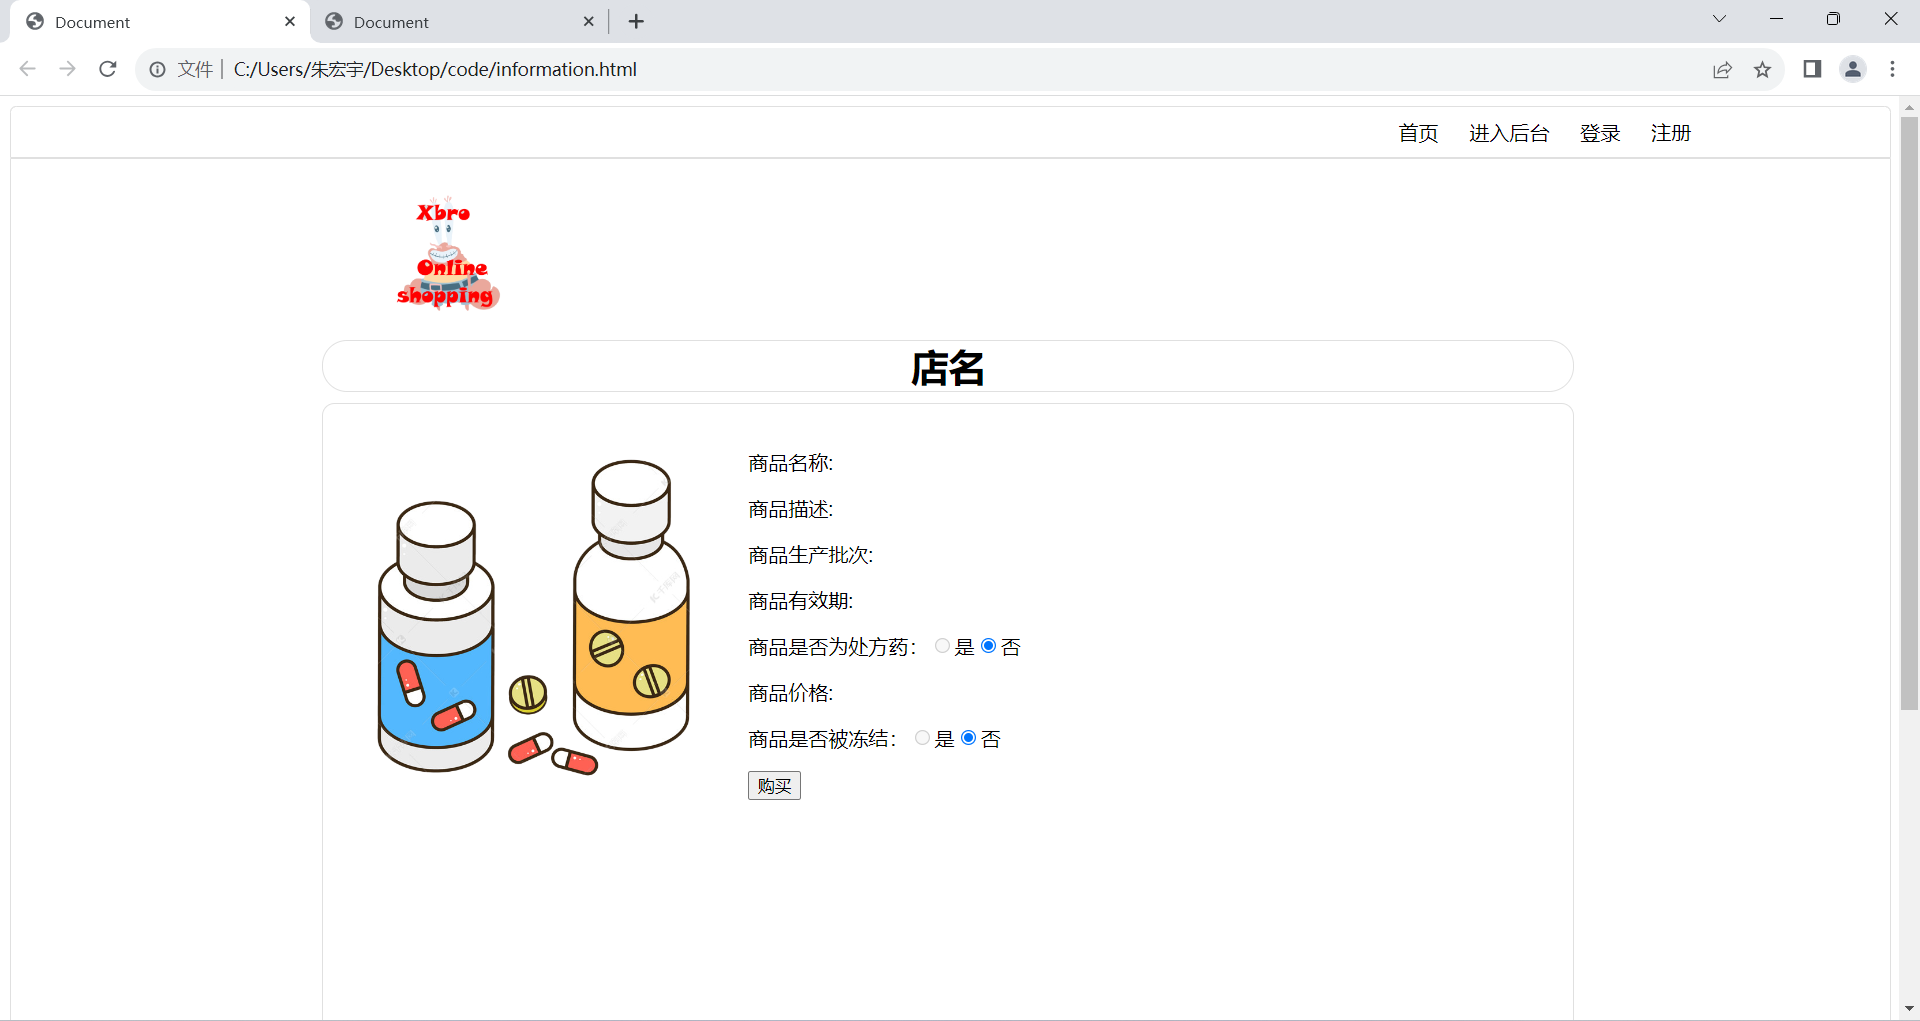 Document
Document
文件 | C:/Users/朱宏宇/Desktop/code/information.html
首页 进入后台 登录 注册
Xbro
Online
shopping
店名
商品名称:
商品描述:
商品生产批次:
商品有效期:
商品是否为处方药： 是 否
商品价格:
商品是否被冻结： 是 否
购买